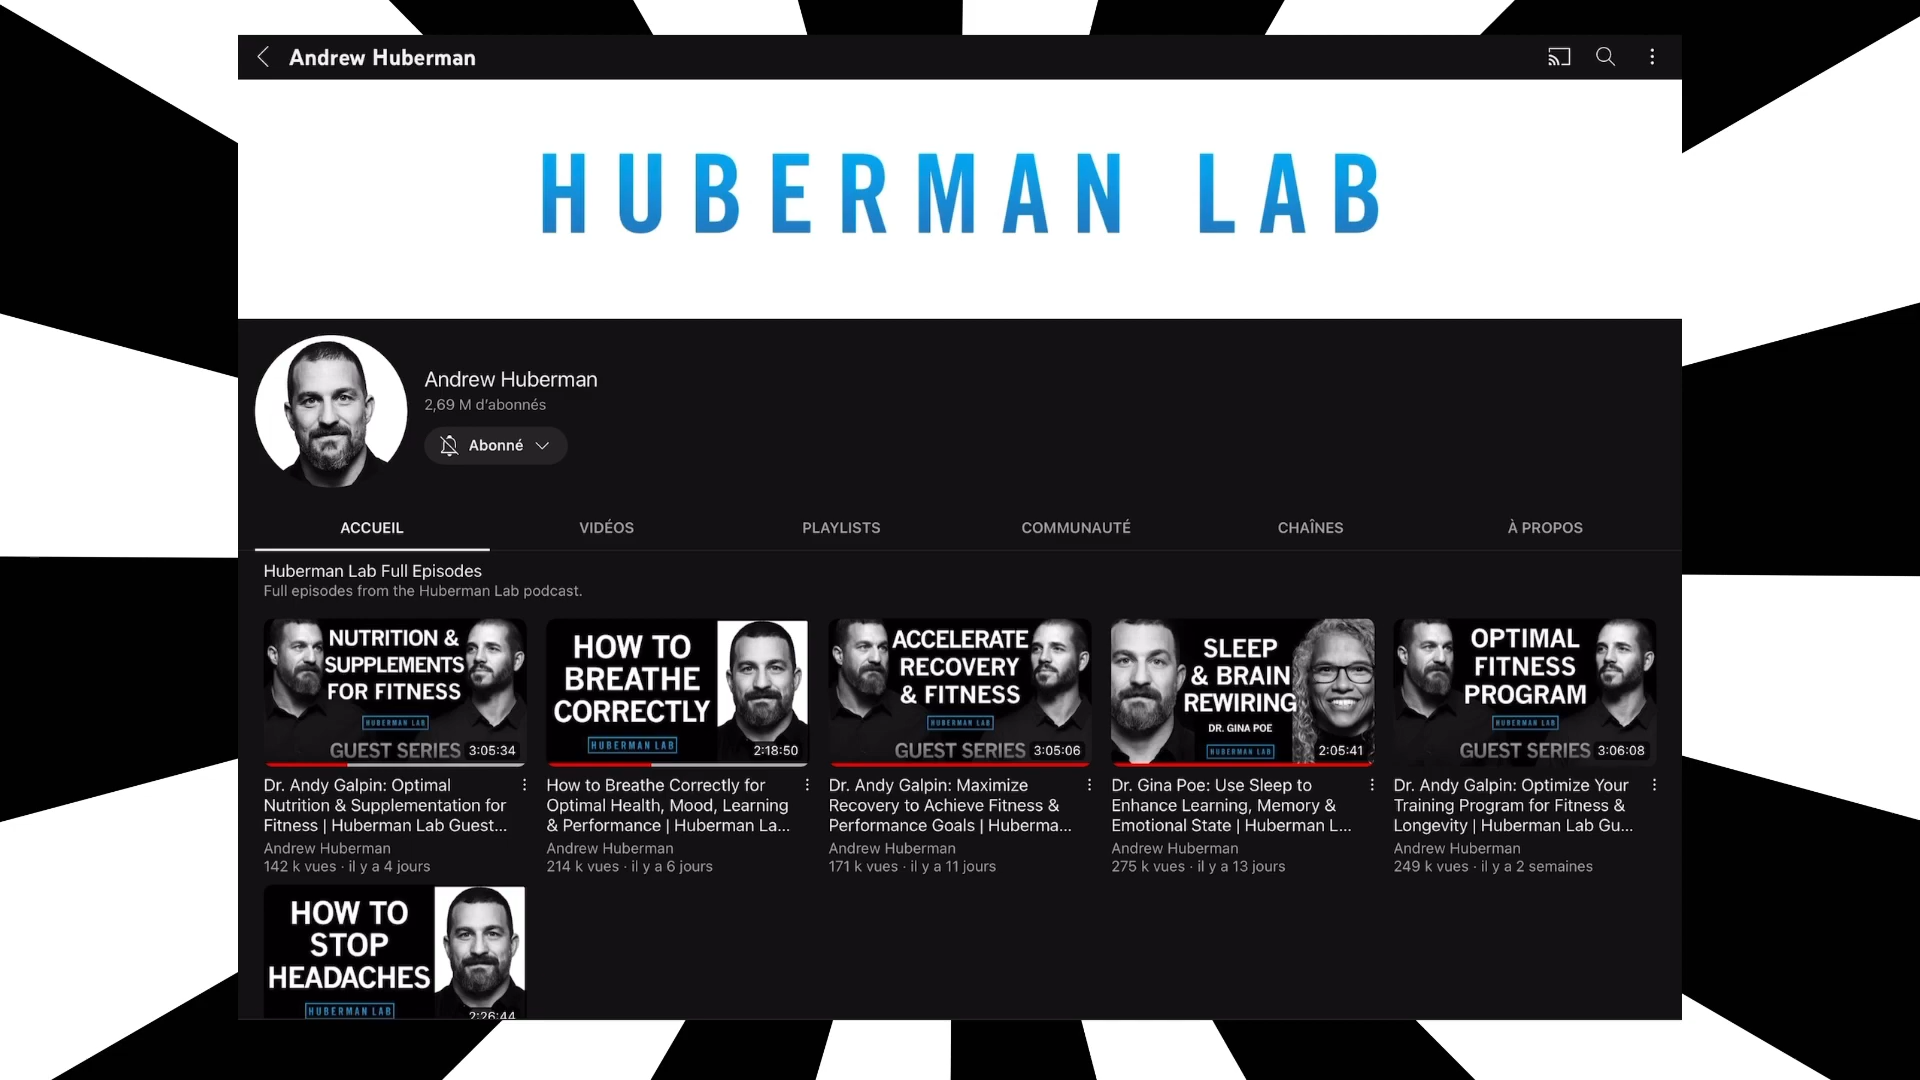 Andrew Huberman
HUBERMAN LAB
Andrew Huberman
2,69 M d'abonnés
Abonné
ACCUEIL
VIDÉOS
PLAYLISTS
COMMUNAUTÉ
CHAÎNES
À PROPOS
Huberman Lab Full Episodes
Full episodes from the Huberman Lab podcast.
NUTRITION &
SUPPLEMENTS
FOR FITNESS
HUBERMAN LAB
GUEST SERIES
3:05:34
Dr. Andy Galpin: Optimal
Nutrition & Supplementation for
Fitness | Huberman Lab Guest...
Andrew Huberman
142 k vues · il y a 4 jours
HOW TO
BREATHE
CORRECTLY
HUBERMAN LAB
2:18:50
How to Breathe Correctly for
Optimal Health, Mood, Learning
& Performance | Huberman La...
Andrew Huberman
214 k vues · il y a 6 jours
ACCELERATE
RECOVERY
& FITNESS
HUBERMAN LAB
GUEST SERIES
3:05:06
Dr. Andy Galpin: Maximize
Recovery to Achieve Fitness &
Performance Goals | Huberma...
Andrew Huberman
171 k vues · il y a 11 jours
SLEEP
& BRAIN
REWIRING
DR. GINA POE
HUBERMAN LAB
2:05:41
Dr. Gina Poe: Use Sleep to
Enhance Learning, Memory &
Emotional State | Huberman L...
Andrew Huberman
275 k vues · il y a 13 jours
OPTIMAL
FITNESS
PROGRAM
HUBERMAN LAB
GUEST SERIES
3:06:08
Dr. Andy Galpin: Optimize Your
Training Program for Fitness &
Longevity | Huberman Lab Gu...
Andrew Huberman
249 k vues · il y a 2 semaines
HOW TO
STOP
HEADACHES
HUBERMAN LAB
2:26:44